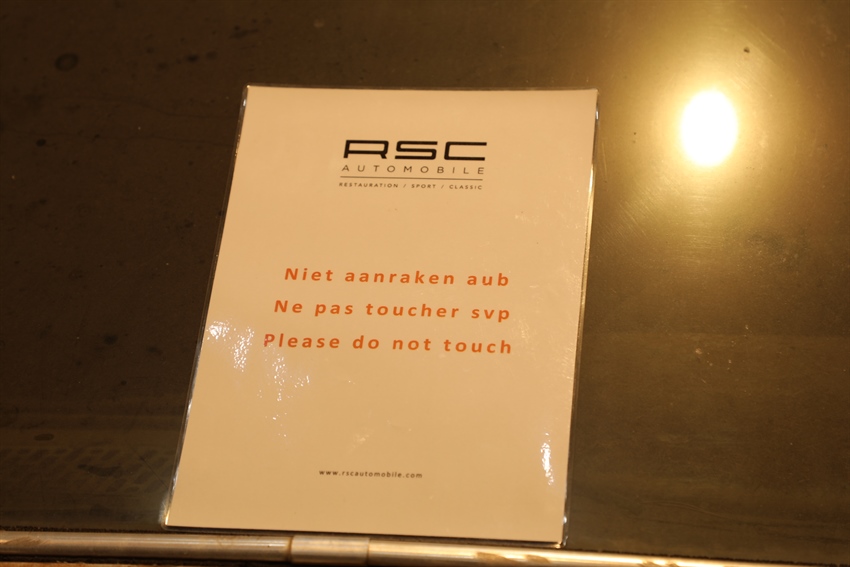 RSC
AUTOMOBILE
RESTAURATION / SPORT / CLASSIC
Niet aanraken aub
Ne pas toucher svp
Please do not touch
www.rscautomobile.com